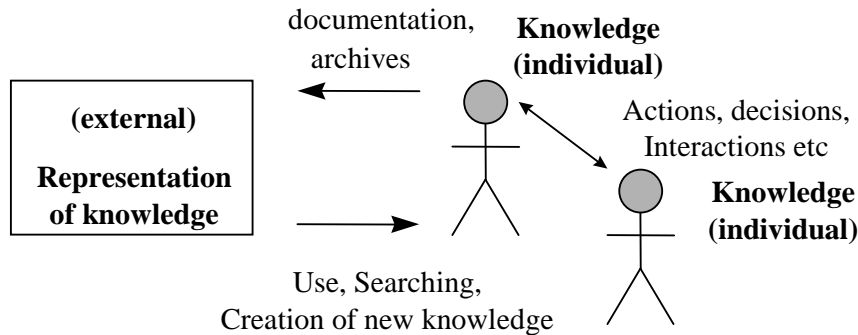 documentation,
archives
Knowledge
(individual)
(external)
Representation
of knowledge
Actions, decisions,
Interactions etc
Knowledge
(individual)
Use, Searching,
Creation of new knowledge